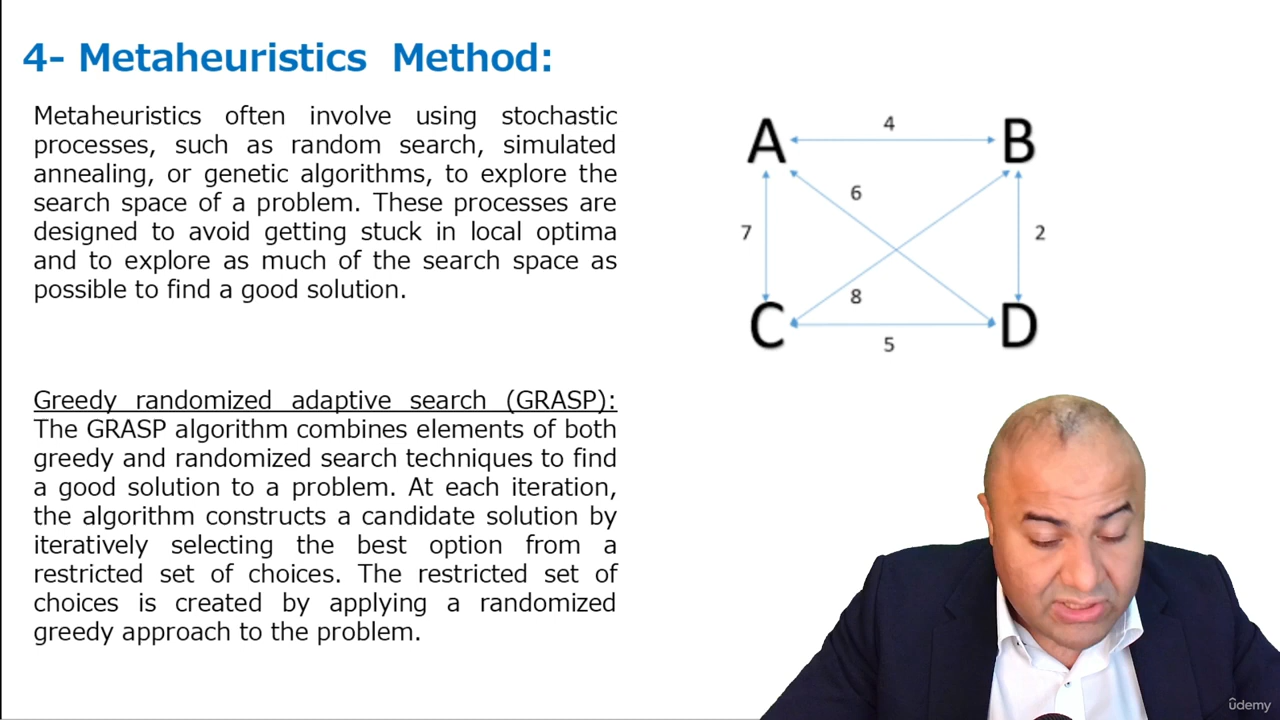 4- Metaheuristics Method:
Metaheuristics often involve using stochastic
processes, such as random search, simulated
annealing, or genetic algorithms, to explore the
search space of a problem. These processes are
designed to avoid getting stuck in local optima
and to explore as much of the search space as
possible to find a good solution.
Greedy randomized adaptive search (GRASP):
The GRASP algorithm combines elements of both
greedy and randomized search techniques to find
a good solution to a problem. At each iteration,
the algorithm constructs a candidate solution by
iteratively selecting the best option from a
restricted set of choices. The restricted set of
choices is created by applying a randomized
greedy approach to the problem.
A 4 B
6
7 2
8
C D
5
ûdemy